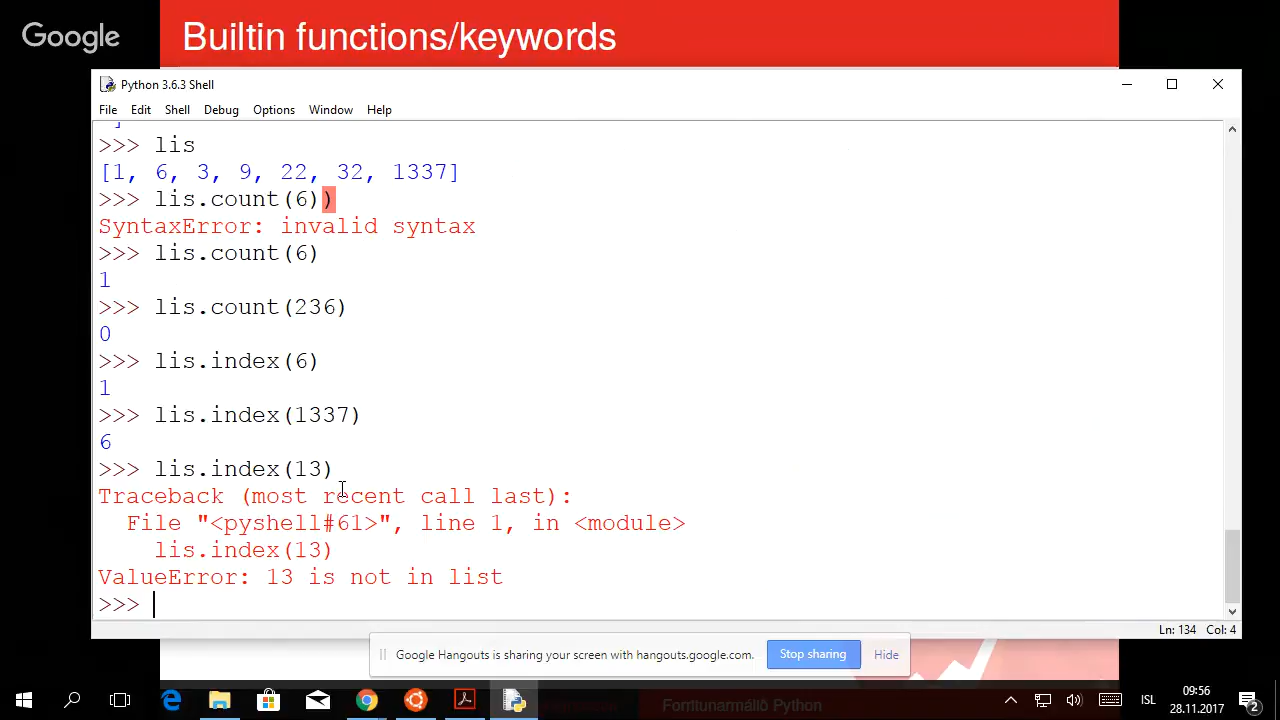 Google
Builtin functions/keywords
Python 3.6.3 Shell
File Edit Shell Debug Options Window Help
]
>>> lis
[1, 6, 3, 9, 22, 32, 1337]
>>> lis.count(6))
SyntaxError: invalid syntax
>>> lis.count(6)
1
>>> lis.count(236)
0
>>> lis.index(6)
1
>>> lis.index(1337)
6
>>> lis.index(13)
Traceback (most recent call last):
  File "<pyshell#61>", line 1, in <module>
    lis.index(13)
ValueError: 13 is not in list
>>>
Ln: 134 Col: 4
Google Hangouts is sharing your screen with hangouts.google.com. Stop sharing Hide
Forritunarmálið Python
ISL
09:56
28.11.2017
2